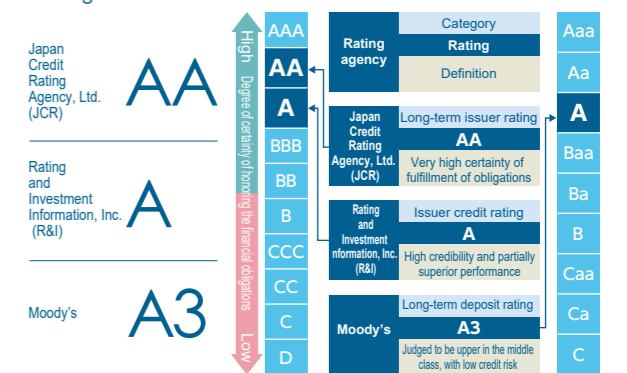 Japan
Credit
Rating
Agency, Ltd.
(JCR)
AA
Rating
and
Investment
Information, Inc.
(R&I)
A
Moody's
A3
High
Degree of certainty of honoring the financial obligations
Low
AAA
AA
A
BBB
BB
B
CCC
CC
C
D
Rating
agency
Category
Rating
Definition
Japan
Credit
Rating
Agency, Ltd.
(JCR)
Long-term issuer rating
AA
Very high certainty of
fulfillment of obligations
Rating
and
Investment
nformation, Inc.
(R&I)
Issuer credit rating
A
High credibility and partially
superior performance
Moody's
Long-term deposit rating
A3
Judged to be upper in the middle
class, with low credit risk
Aaa
Aa
A
Baa
Ba
B
Caa
Ca
C